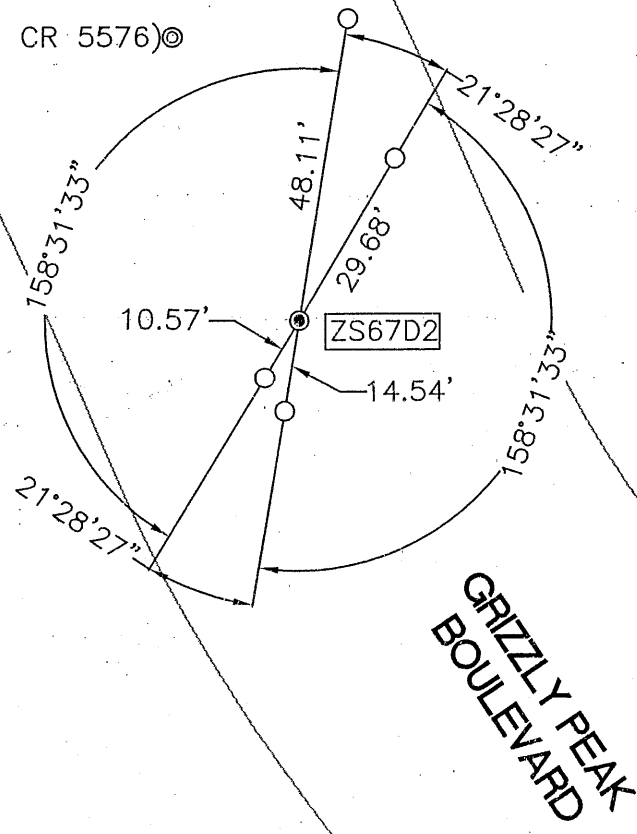 CR 5576)
21°28'27"
48.11'
158°31'33"
29.68'
10.57'
ZS67D2
14.54'
158°31'33"
21°28'27"
GRIZZLY PEAK
BOULEVARD